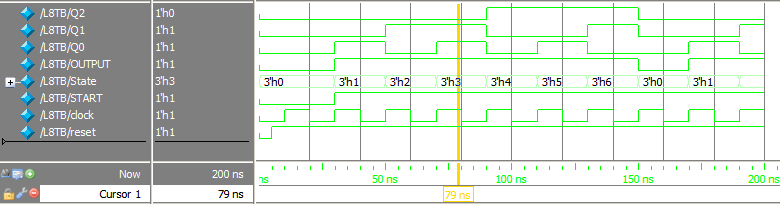 /L8TB/Q2 1'h0
/L8TB/Q1 1'h1
/L8TB/Q0 1'h1
/L8TB/OUTPUT 1'h1
/L8TB/State 3'h3 3'h0 3'h1 3'h2 3'h3 3'h4 3'h5 3'h6 3'h0 3'h1
/L8TB/START 1'h1
/L8TB/clock 1'h1
/L8TB/reset 1'h1
Now 200 ns ns 50 ns 100 ns 150 ns 200 ns
Cursor 1 79 ns 79 ns